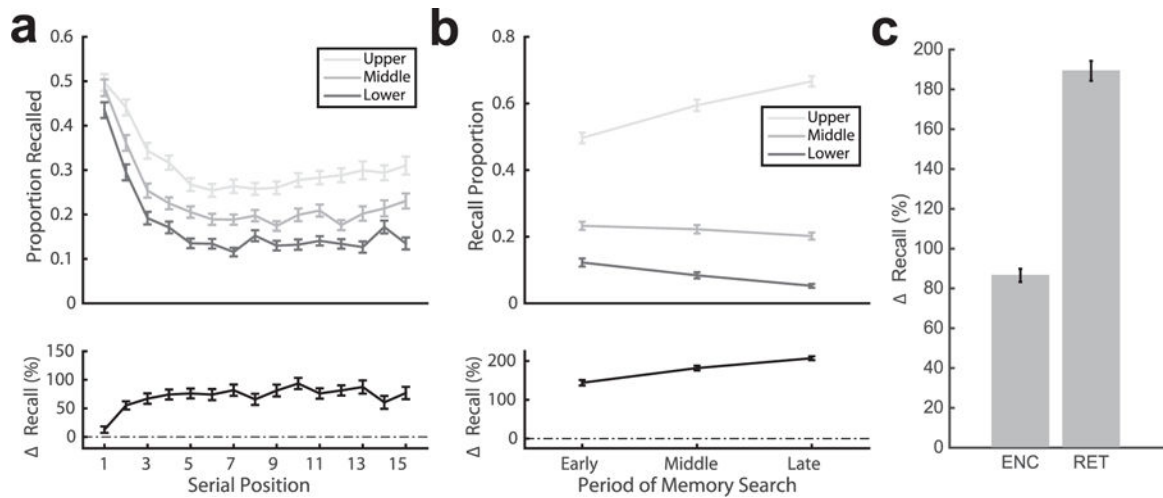 a
0.6
0.5
0.4
0.3
0.2
0.1
0
Proportion Recalled
Upper
Middle
Lower
150
100
50
0
Δ Recall (%)
1 3 5 7 9 11 13 15
Serial Position
b
0.8
0.6
0.4
0.2
0
Recall Proportion
Upper
Middle
Lower
200
100
0
Δ Recall (%)
Early Middle Late
Period of Memory Search
c
200
180
160
140
120
100
80
60
40
20
0
Δ Recall (%)
ENC RET